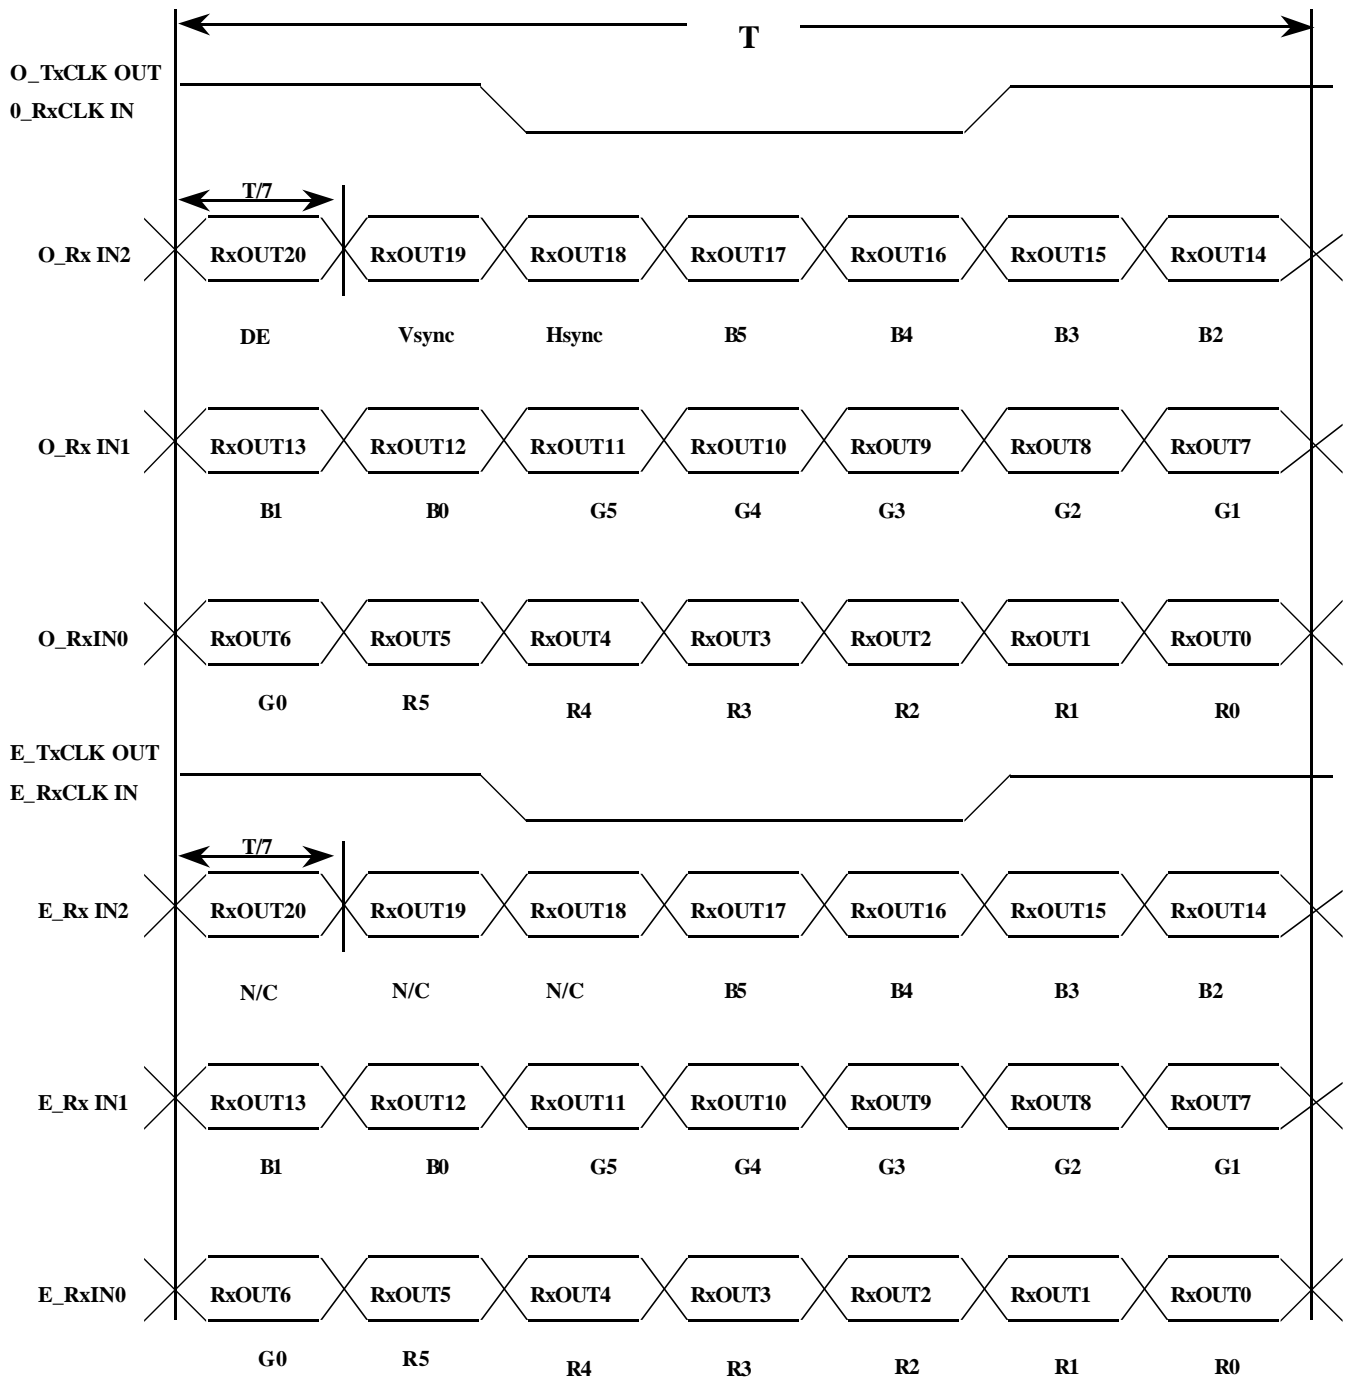 T
O_TxCLK OUT
0_RxCLK IN
T/7
O_Rx IN2 RxOUT20 RxOUT19 RxOUT18 RxOUT17 RxOUT16 RxOUT15 RxOUT14
DE Vsync Hsync B5 B4 B3 B2
O_Rx IN1 RxOUT13 RxOUT12 RxOUT11 RxOUT10 RxOUT9 RxOUT8 RxOUT7
B1 B0 G5 G4 G3 G2 G1
O_RxIN0 RxOUT6 RxOUT5 RxOUT4 RxOUT3 RxOUT2 RxOUT1 RxOUT0
G0 R5 R4 R3 R2 R1 R0
E_TxCLK OUT
E_RxCLK IN
T/7
E_Rx IN2 RxOUT20 RxOUT19 RxOUT18 RxOUT17 RxOUT16 RxOUT15 RxOUT14
N/C N/C N/C B5 B4 B3 B2
E_Rx IN1 RxOUT13 RxOUT12 RxOUT11 RxOUT10 RxOUT9 RxOUT8 RxOUT7
B1 B0 G5 G4 G3 G2 G1
E_RxIN0 RxOUT6 RxOUT5 RxOUT4 RxOUT3 RxOUT2 RxOUT1 RxOUT0
G0 R5 R4 R3 R2 R1 R0